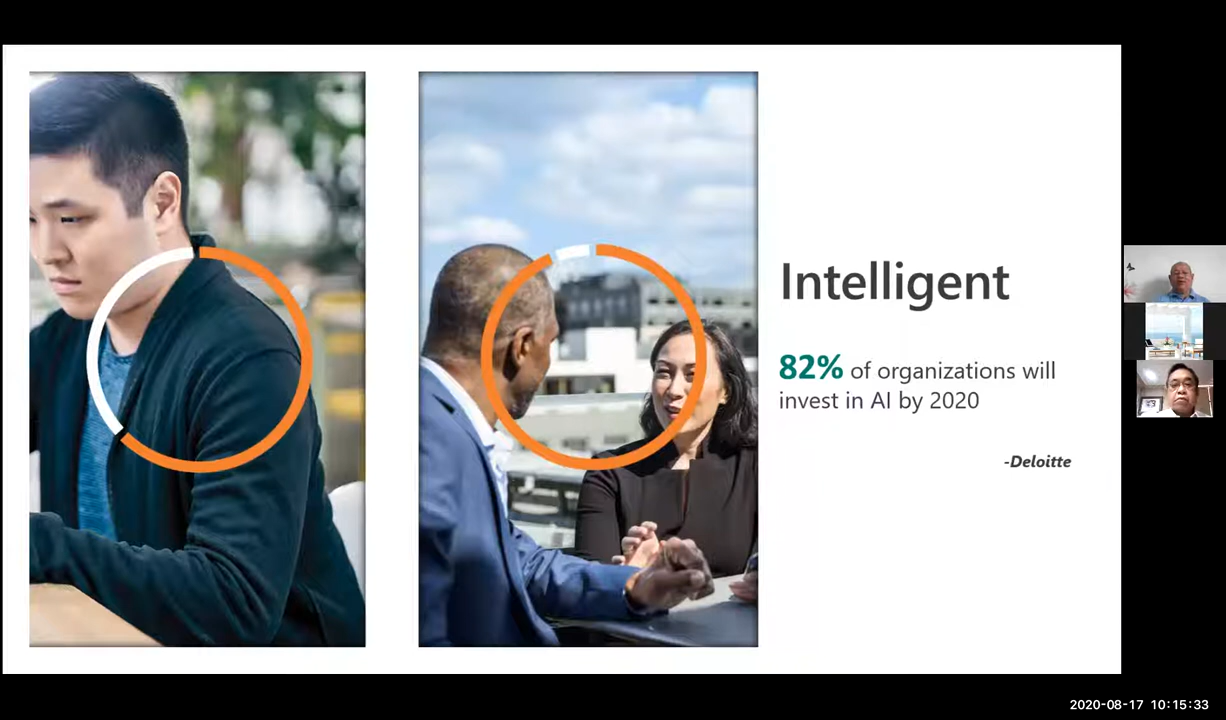 Intelligent
82% of organizations will
invest in AI by 2020
-Deloitte
2020-08-17 10:15:33